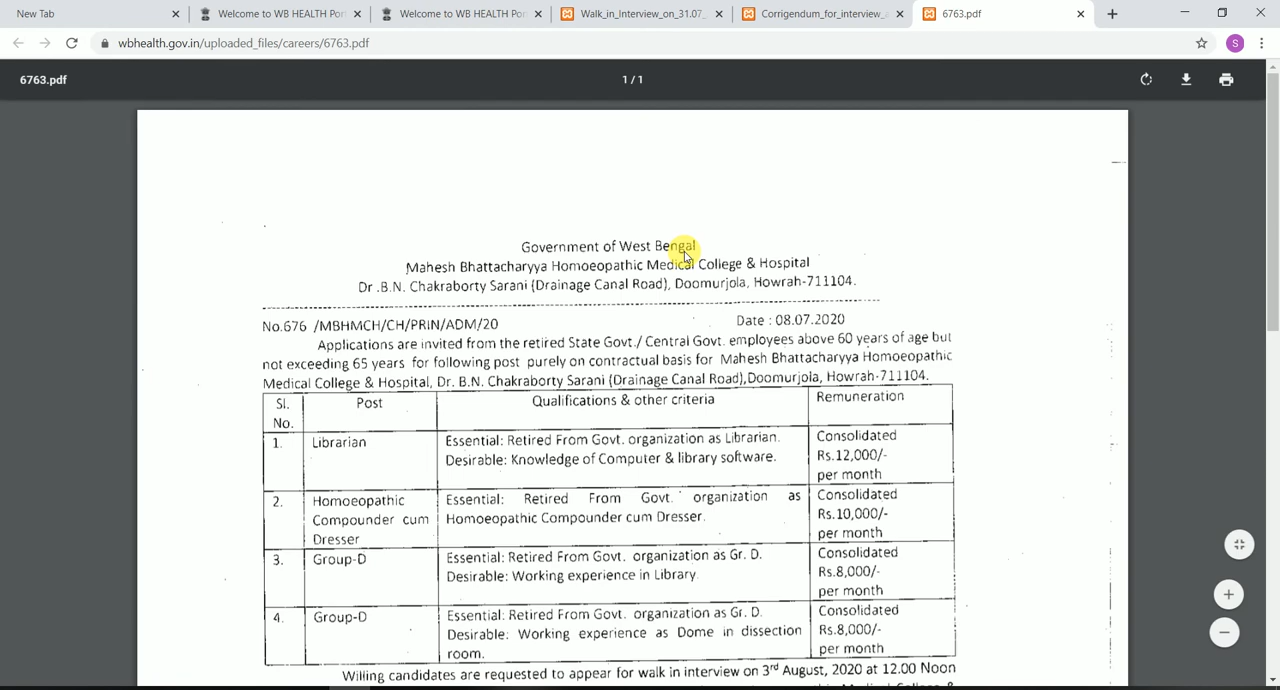 New Tab
Welcome to WB HEALTH Por
Welcome to WB HEALTH Por
Walk_in_Interview_on_31.07_
Corrigendum_for_interview_
6763.pdf
wbhealth.gov.in/uploaded_files/careers/6763.pdf
S
6763.pdf
1 / 1
Government of West Bengal
Mahesh Bhattacharyya Homoeopathic Medical College & Hospital
Dr .B.N. Chakraborty Sarani (Drainage Canal Road), Doomurjola, Howrah-711104.
No.676 /MBHMCH/CH/PRIN/ADM/20 Date : 08.07.2020
Applications are invited from the retired State Govt./ Central Govt. employees above 60 years of age but
not exceeding 65 years for following post purely on contractual basis for Mahesh Bhattacharyya Homoeopathic
Medical College & Hospital, Dr. B.N. Chakraborty Sarani (Drainage Canal Road),Doomurjola, Howrah-711104.
Sl. No. Post Qualifications & other criteria Remuneration
1. Librarian Essential: Retired From Govt. organization as Librarian. Consolidated
Desirable: Knowledge of Computer & library software. Rs.12,000/-
per month
2. Homoeopathic Essential: Retired From Govt. organization as Consolidated
Compounder cum Homoeopathic Compounder cum Dresser. Rs.10,000/-
Dresser per month
3. Group-D Essential: Retired From Govt. organization as Gr. D. Consolidated
Desirable: Working experience in Library Rs.8,000/-
per month
4. Group-D Essential: Retired From Govt. organization as Gr. D. Consolidated
Desirable: Working experience as Dome in dissection Rs.8,000/-
room. per month
Willing candidates are requested to appear for walk in interview on 3rd August, 2020 at 12.00 Noon